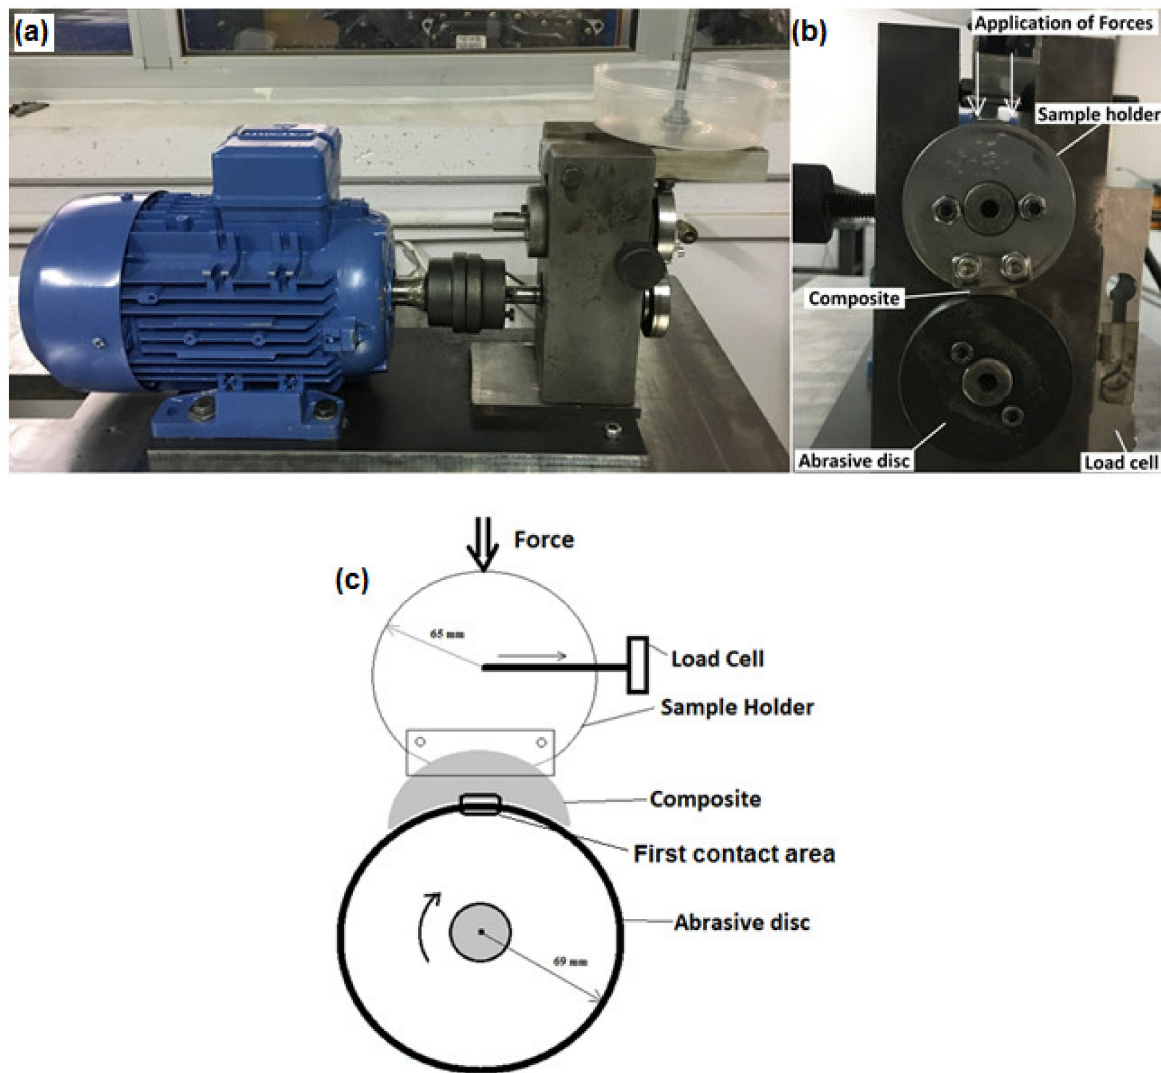 (a)
(b)
Application of Forces
Sample holder
Composite
Abrasive disc
Load cell
(c)
Force
65 mm
Load Cell
Sample Holder
Composite
First contact area
Abrasive disc
69 mm